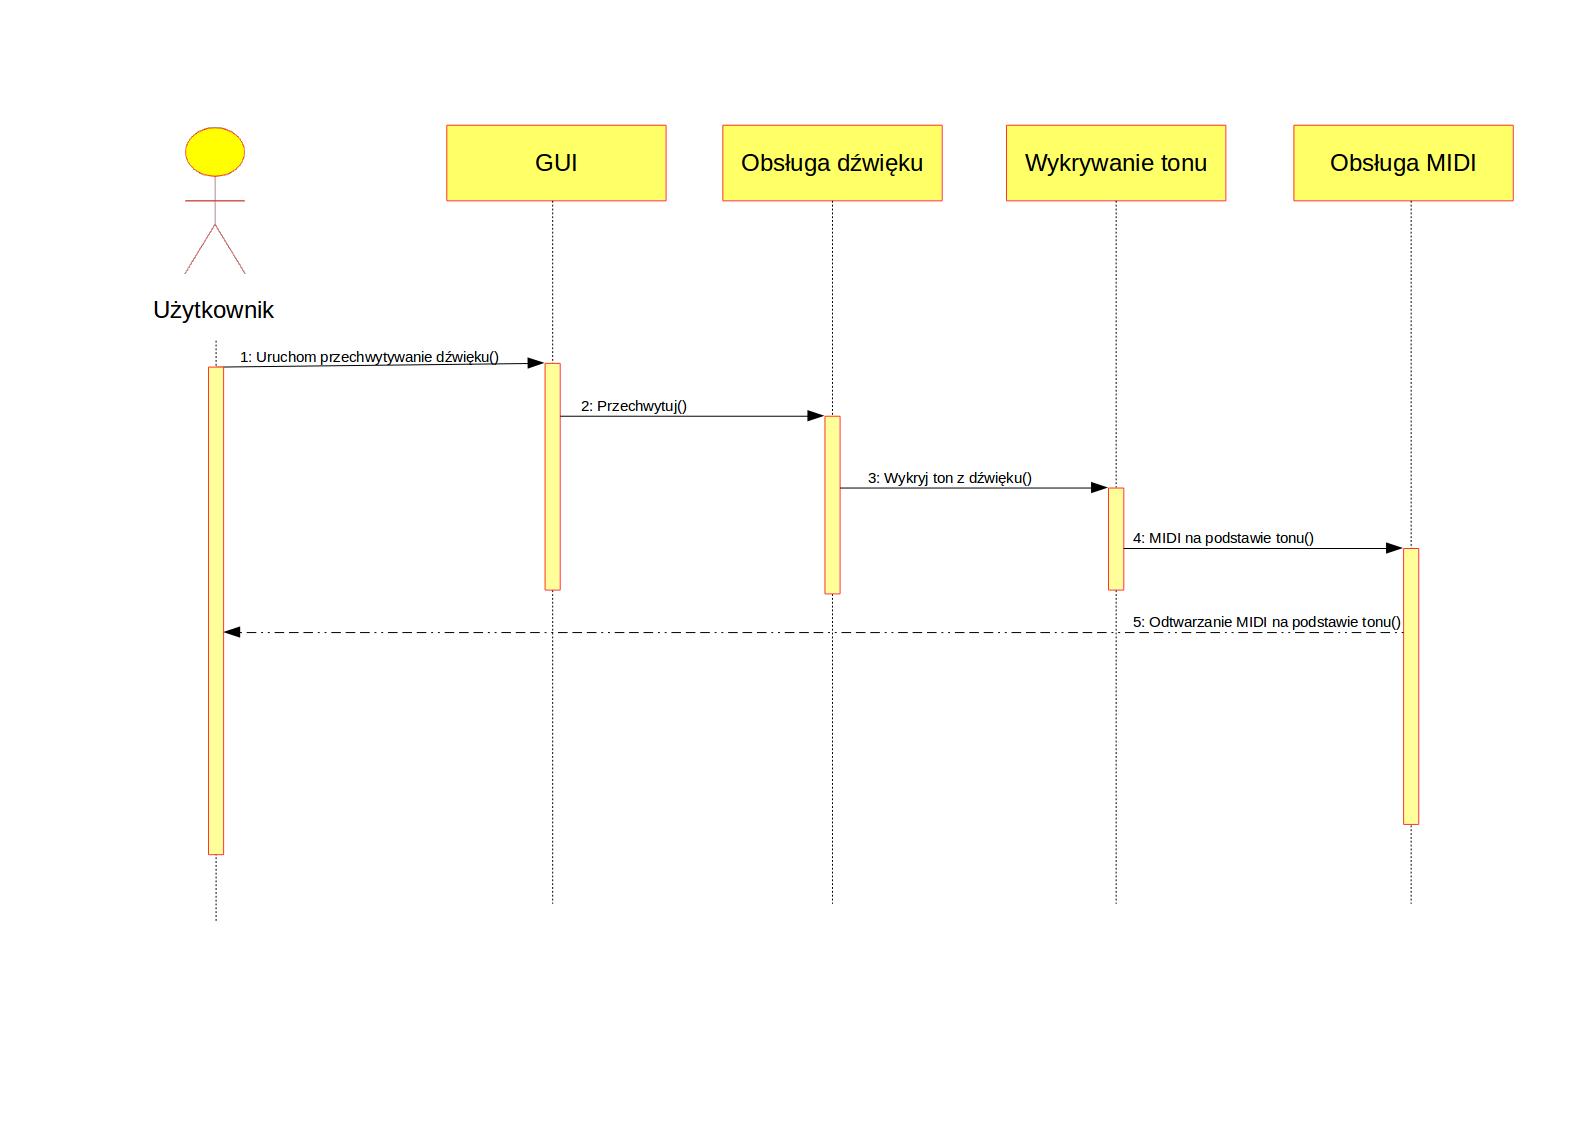 GUI
Obsługa dźwięku
Wykrywanie tonu
Obsługa MIDI
Użytkownik
1: Uruchom przechwytywanie dźwięku()
2: Przechwytuj()
3: Wykryj ton z dźwięku()
4: MIDI na podstawie tonu()
5: Odtwarzanie MIDI na podstawie tonu()